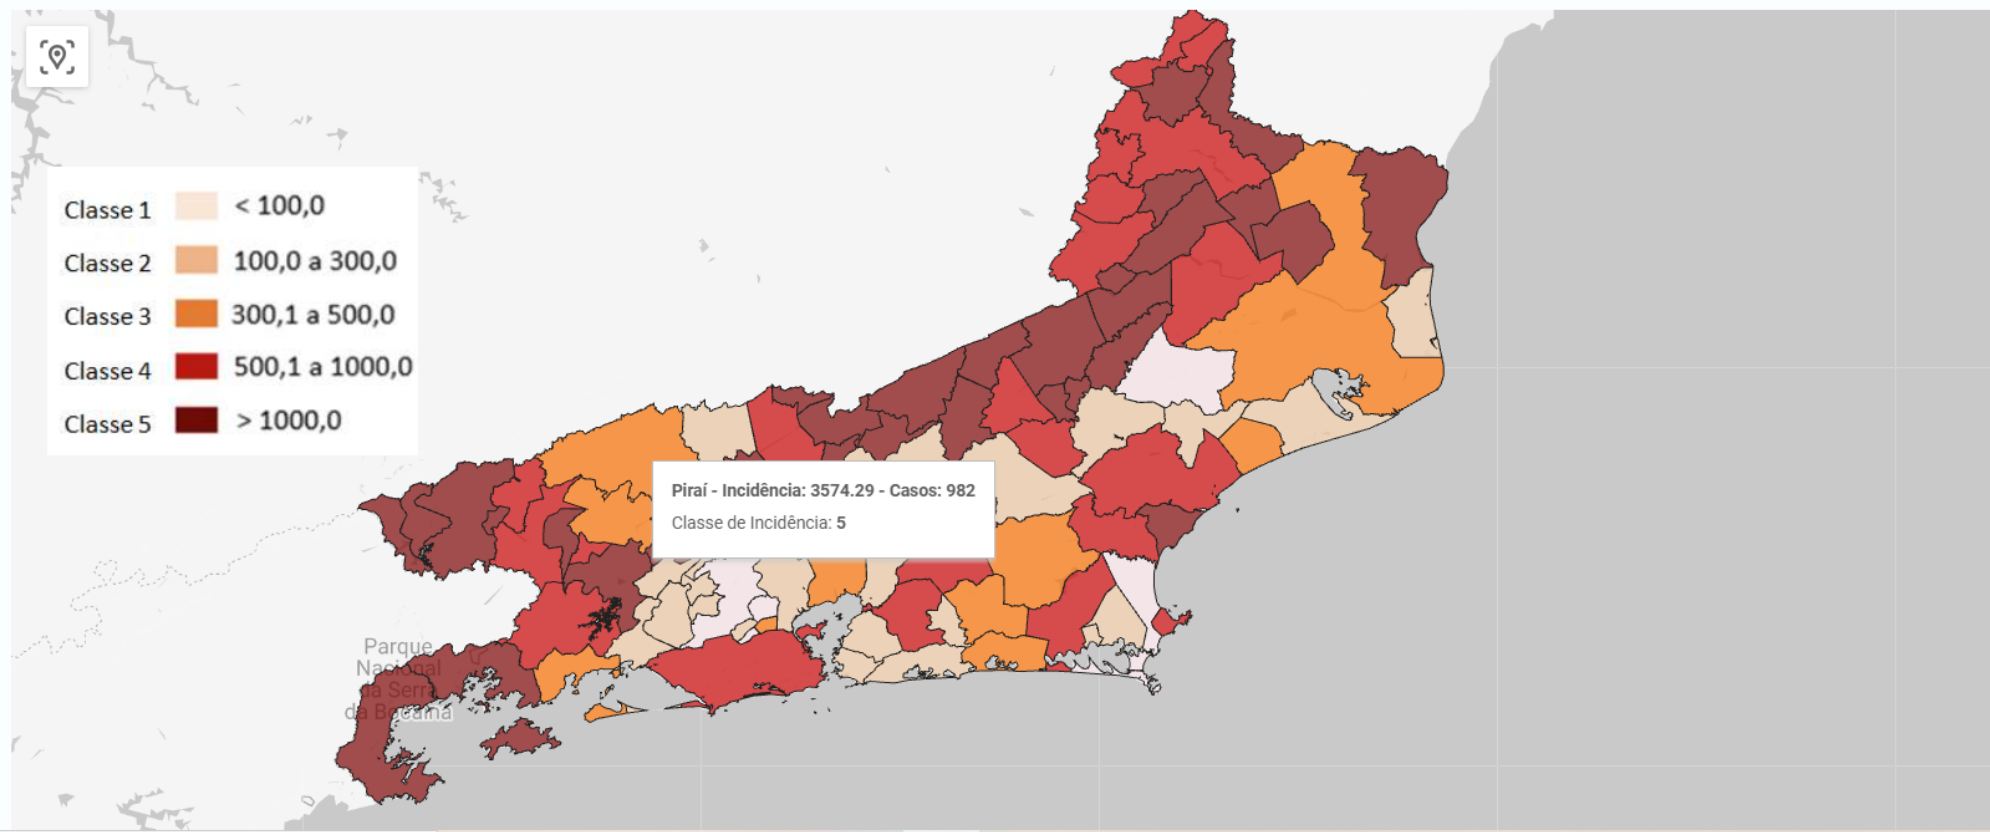 Classe 1 < 100,0
Classe 2 100,0 a 300,0
Classe 3 300,1 a 500,0
Classe 4 500,1 a 1000,0
Classe 5 > 1000,0
Piraí - Incidência: 3574.29 - Casos: 982
Classe de Incidência: 5
Parque
Nacional
da Serra
da Bocaina